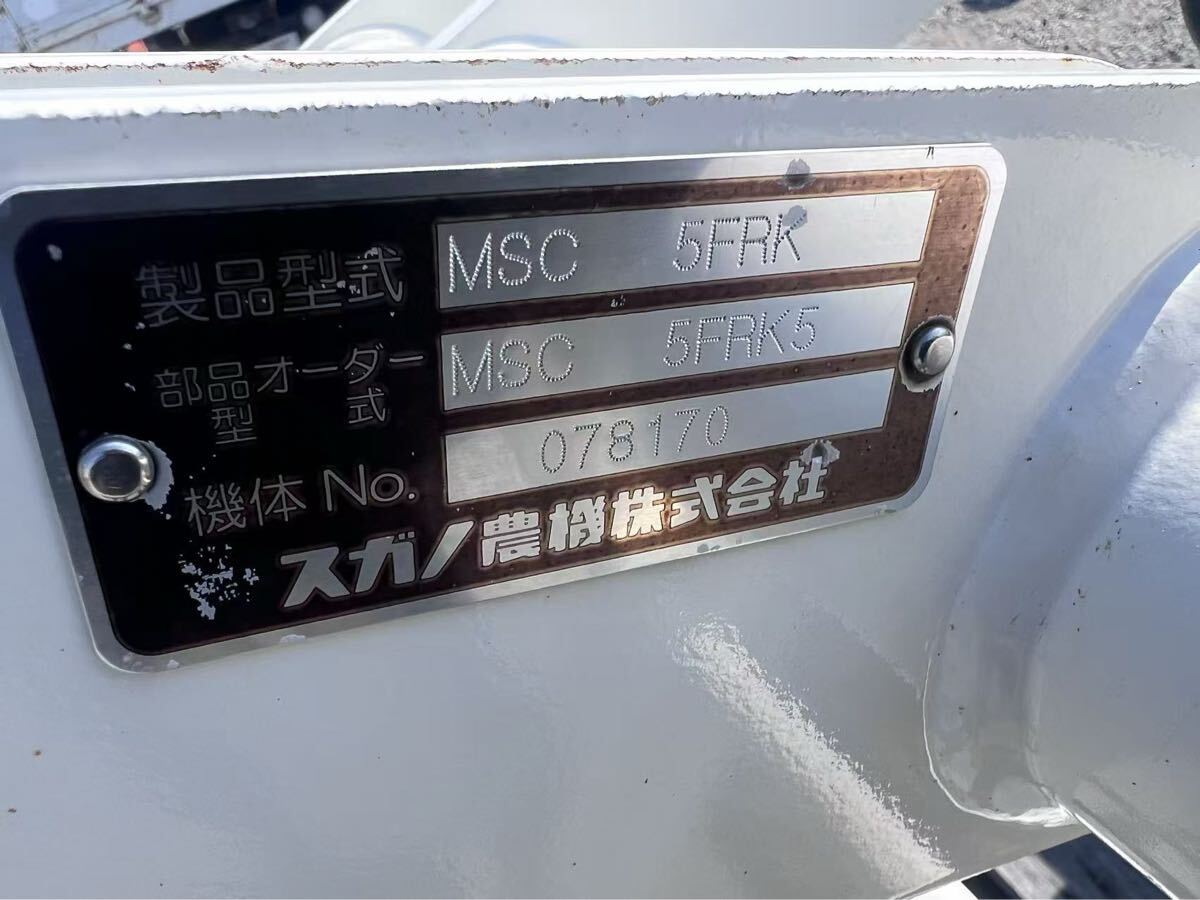 製品型式 MSC 5FRK
部品オーダー型式 MSC 5FRK5
機体No. 078170
スガノ農機株式会社